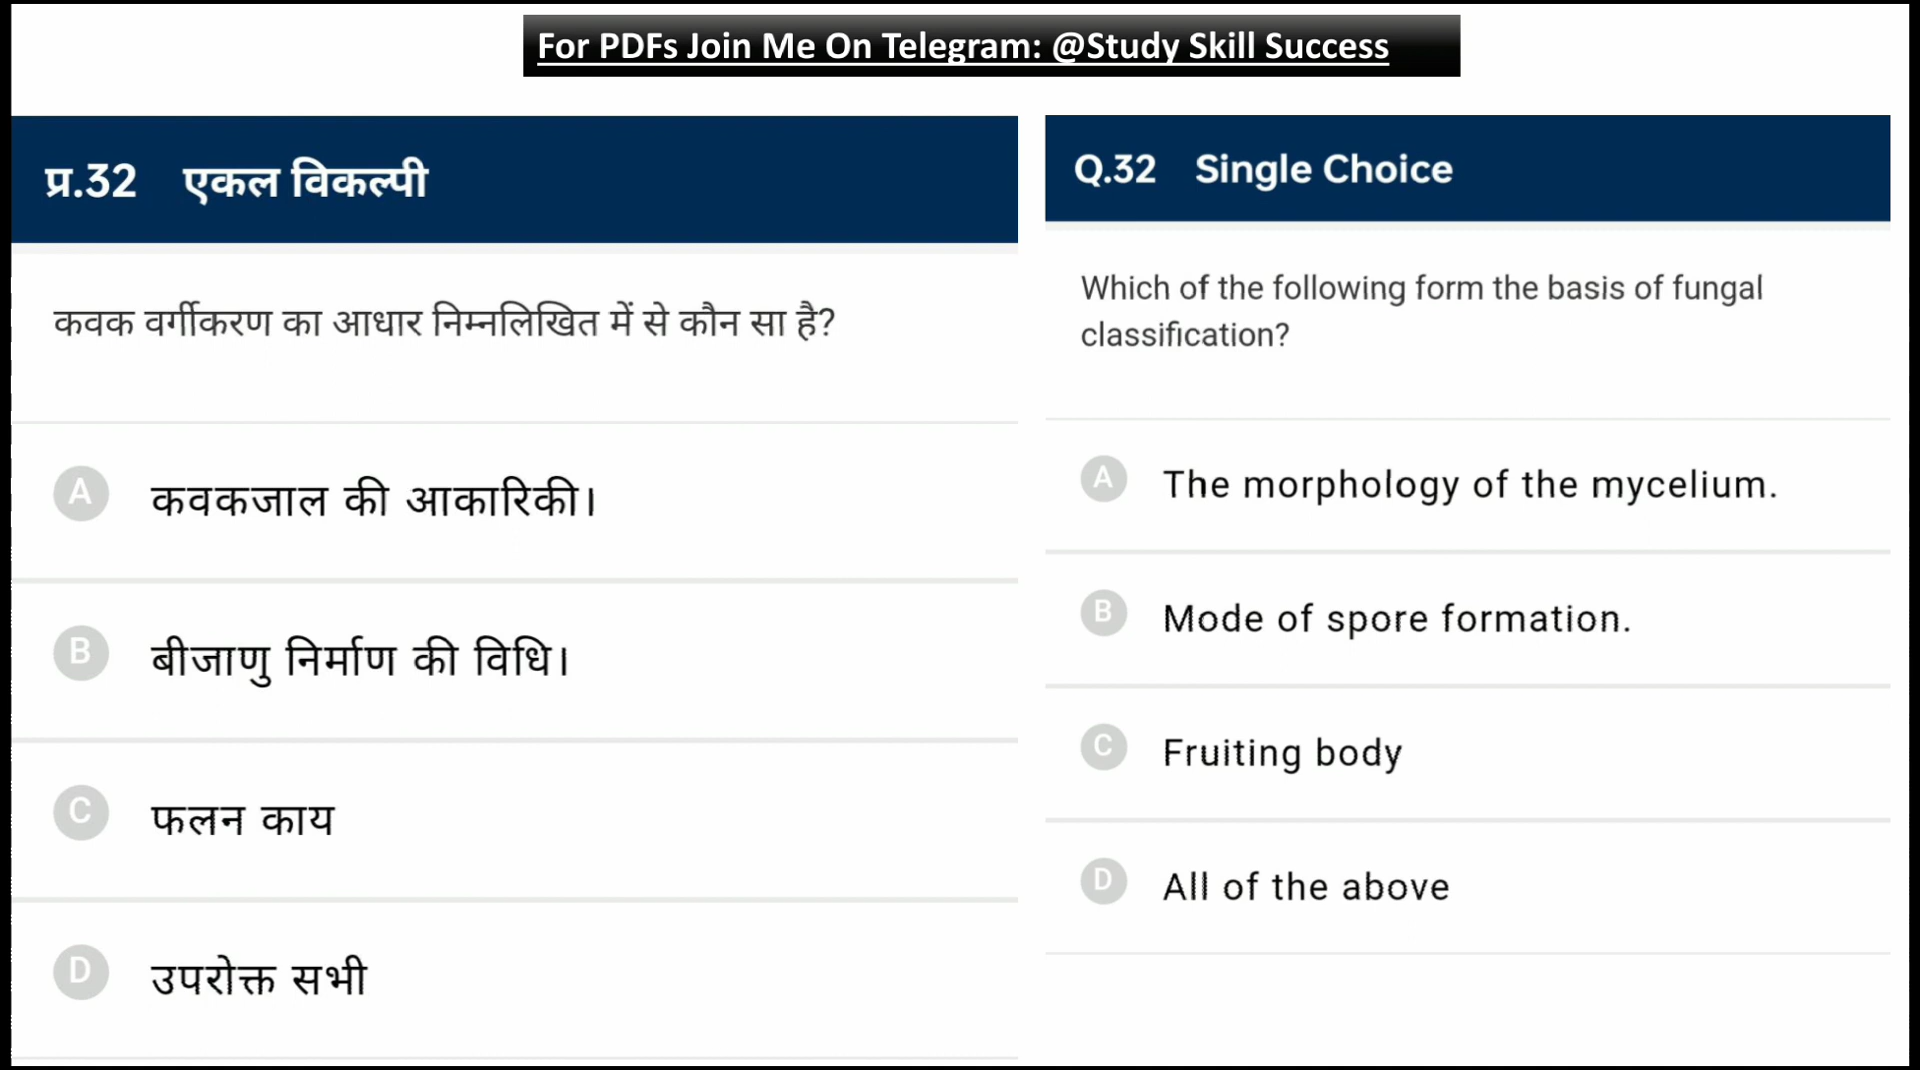 For PDFs Join Me On Telegram: @Study Skill Success
प्र.32 एकल विकल्पी
कवक वर्गीकरण का आधार निम्नलिखित में से कौन सा है?
A कवकजाल की आकारिकी।
B बीजाणु निर्माण की विधि।
C फलन काय
D उपरोक्त सभी
Q.32 Single Choice
Which of the following form the basis of fungal
classification?
A The morphology of the mycelium.
B Mode of spore formation.
C Fruiting body
D All of the above